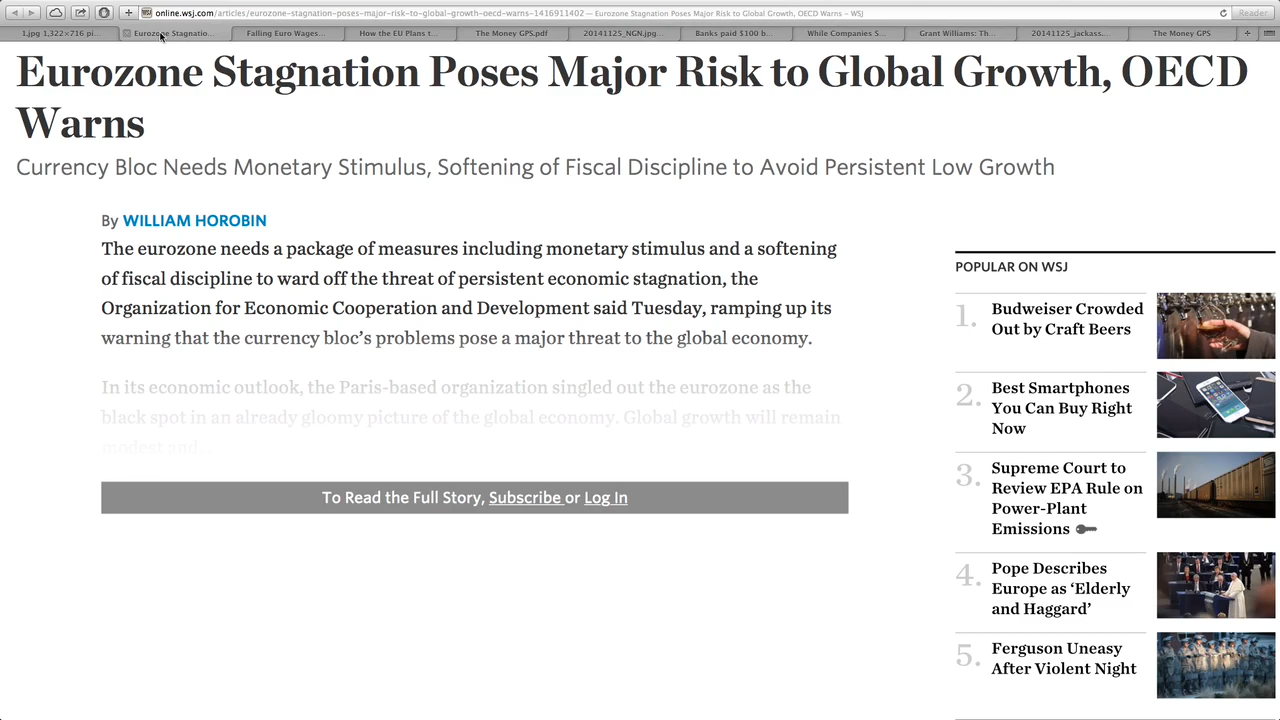 online.wsj.com/articles/eurozone-stagnation-poses-major-risk-to-global-growth-oecd-warns-1416911402 — Eurozone Stagnation Poses Major Risk to Global Growth, OECD Warns – WSJ
Reader
1.jpg 1,322×716 pi...
Eurozone Stagnatio...
Falling Euro Wages...
How the EU Plans t...
The Money GPS.pdf
20141125_NGN.jpg...
Banks paid $100 b...
While Companies S...
Grant Williams: Th...
20141125_jackass...
The Money GPS
Eurozone Stagnation Poses Major Risk to Global Growth, OECD
Warns
Currency Bloc Needs Monetary Stimulus, Softening of Fiscal Discipline to Avoid Persistent Low Growth
By WILLIAM HOROBIN
The eurozone needs a package of measures including monetary stimulus and a softening
of fiscal discipline to ward off the threat of persistent economic stagnation, the
Organization for Economic Cooperation and Development said Tuesday, ramping up its
warning that the currency bloc's problems pose a major threat to the global economy.
In its economic outlook, the Paris-based organization singled out the eurozone as the
black spot in an already gloomy picture of the global economy. Global growth will remain
modest and...
To Read the Full Story, Subscribe or Log In
POPULAR ON WSJ
1. Budweiser Crowded
Out by Craft Beers
2. Best Smartphones
You Can Buy Right
Now
3. Supreme Court to
Review EPA Rule on
Power-Plant
Emissions
4. Pope Describes
Europe as ‘Elderly
and Haggard’
5. Ferguson Uneasy
After Violent Night